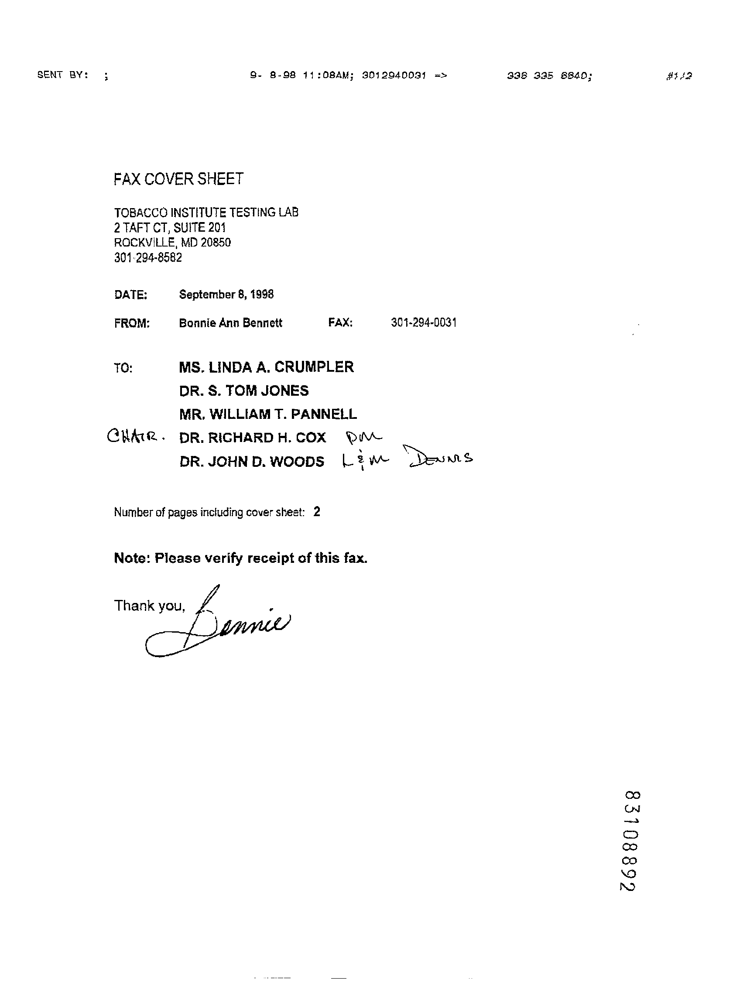 SENT BY: ; 9- 8-98 11:08AM; 3012940031 => 336 335 6640; #1/2
FAX COVER SHEET
TOBACCO INSTITUTE TESTING LAB
2 TAFT CT, SUITE 201
ROCKVILLE, MD 20850
301-294-8582
DATE: September 8, 1998
FROM: Bonnie Ann Bennett FAX: 301-294-0031
TO: MS. LINDA A. CRUMPLER
DR. S. TOM JONES
MR. WILLIAM T. PANNELL
CHAIR. DR. RICHARD H. COX PM
DR. JOHN D. WOODS L&M Dennis
Number of pages including cover sheet: 2
Note: Please verify receipt of this fax.
Thank you, Bonnie
83108892